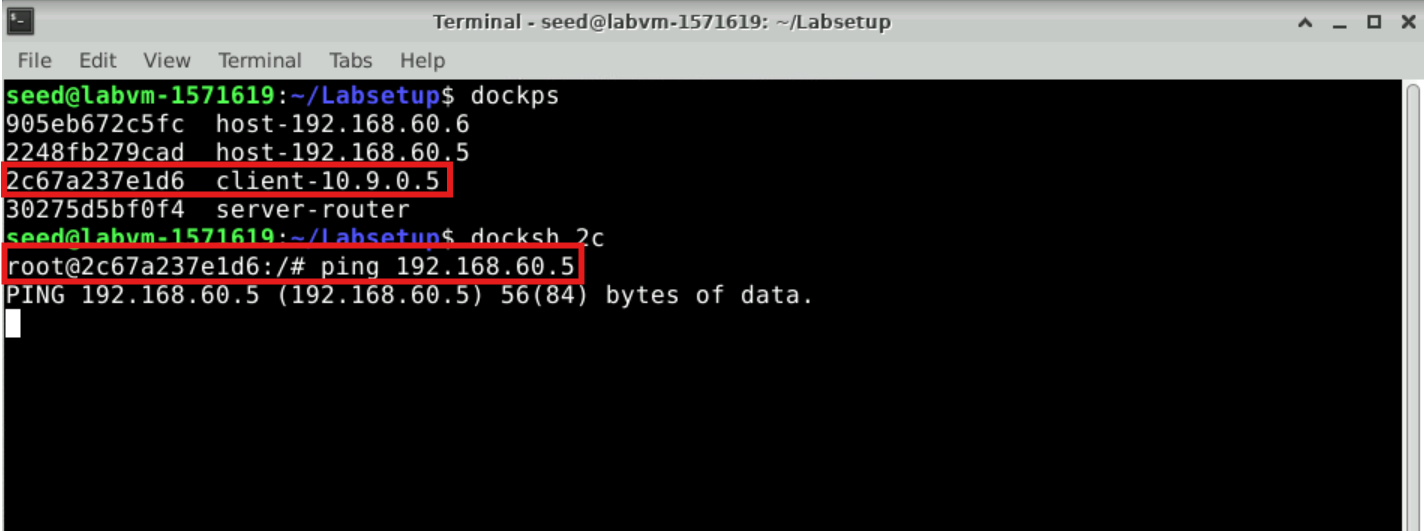 Terminal - seed@labvm-1571619: ~/Labsetup
File Edit View Terminal Tabs Help
seed@labvm-1571619:~/Labsetup$ dockps
905eb672c5fc  host-192.168.60.6
2248fb279cad  host-192.168.60.5
2c67a237e1d6  client-10.9.0.5
30275d5bf0f4  server-router
seed@labvm-1571619:~/Labsetup$ docksh 2c
root@2c67a237e1d6:/# ping 192.168.60.5
PING 192.168.60.5 (192.168.60.5) 56(84) bytes of data.